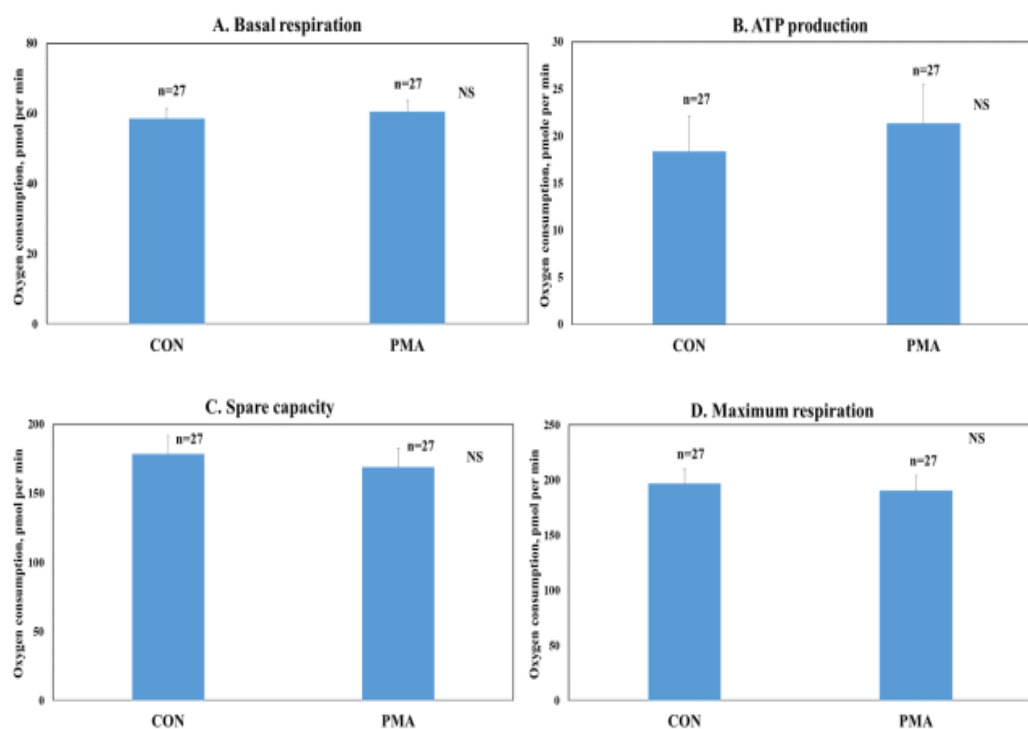 A. Basal respiration
Oxygen consumption, pmol per min
80
60
40
20
0
n=27
n=27
NS
CON
PMA
B. ATP production
Oxygen consumption, pmole per min
30
25
20
15
10
5
0
n=27
n=27
NS
CON
PMA
C. Spare capacity
Oxygen consumption, pmol per min
200
150
100
50
0
n=27
n=27
NS
CON
PMA
D. Maximum respiration
Oxygen consumption, pmol per min
250
200
150
100
50
0
n=27
n=27
NS
CON
PMA